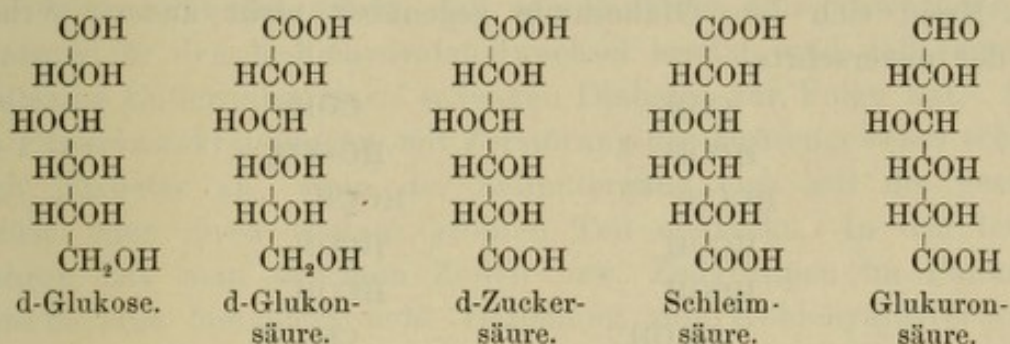 COH COOH COOH COOH CHO
HCOH HCOH HCOH HCOH HCOH
HOCH HOCH HOCH HOCH HOCH
HCOH HCOH HCOH HOCH HCOH
HCOH HCOH HCOH HCOH HCOH
CH₂OH CH₂OH COOH COOH COOH
d-Glukose. d-Glukon- d-Zucker- Schleim- Glukuron-
säure. säure. säure. säure.